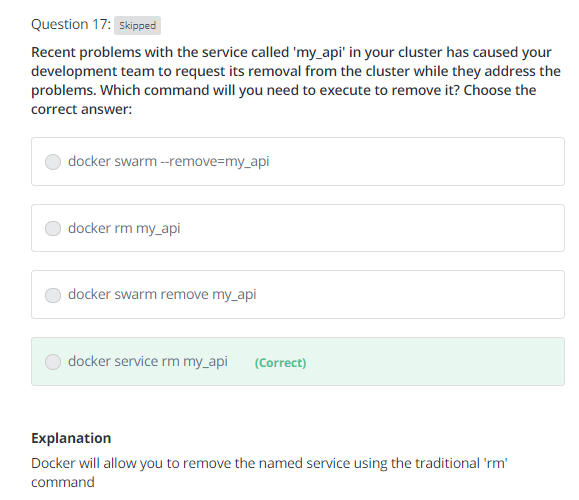 Question 17: Skipped
Recent problems with the service called 'my_api' in your cluster has caused your
development team to request its removal from the cluster while they address the
problems. Which command will you need to execute to remove it? Choose the
correct answer:
docker swarm --remove=my_api
docker rm my_api
docker swarm remove my_api
docker service rm my_api (Correct)
Explanation
Docker will allow you to remove the named service using the traditional 'rm'
command